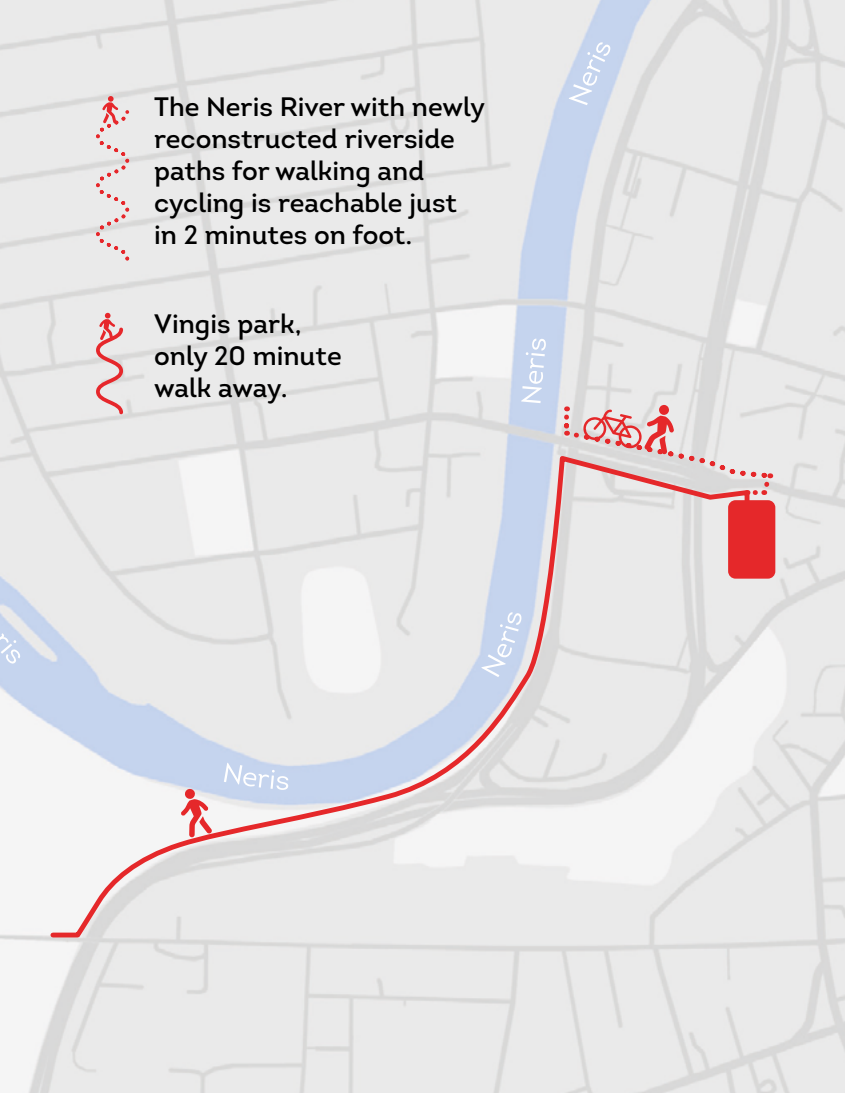 Neris
The Neris River with newly
reconstructed riverside
paths for walking and
cycling is reachable just
in 2 minutes on foot.
Vingis park,
only 20 minute
walk away.
Neris
Neris
ris
Neris